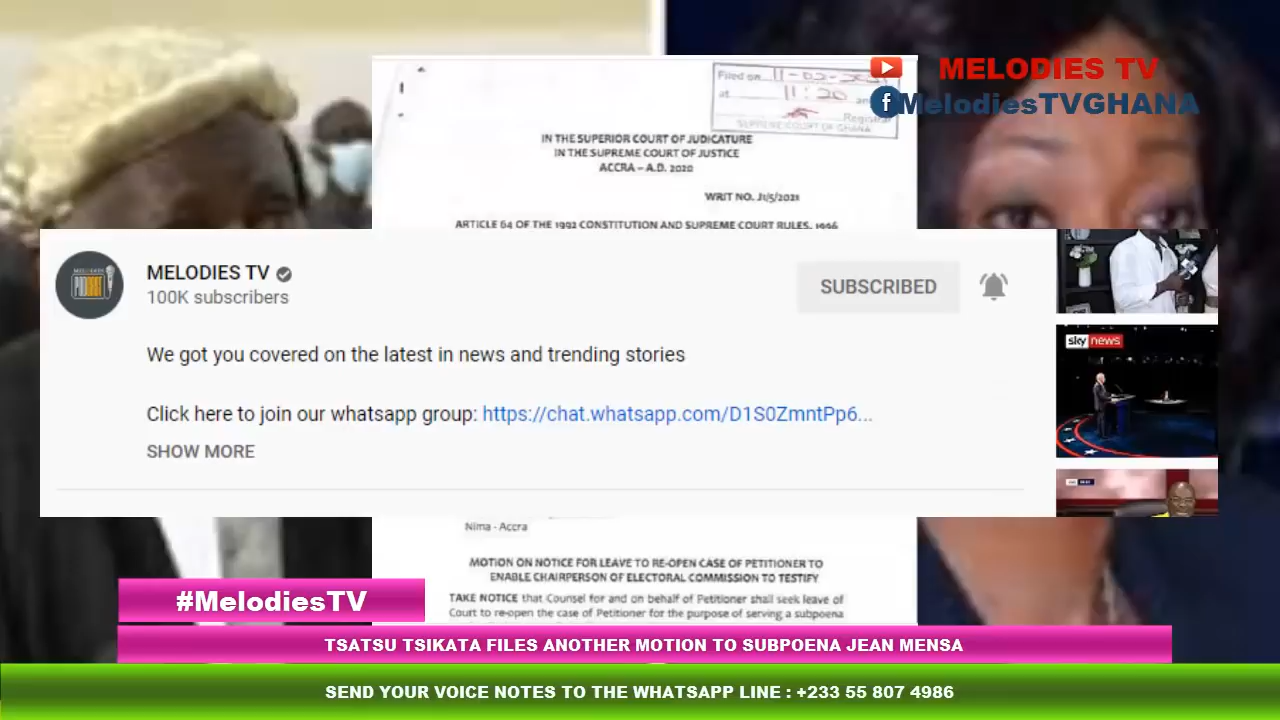 MELODIES TV
MelodiesTVGHANA
Filed on 11-02-2021
at 11:20
Registrar
SUPREME COURT OF GHANA
IN THE SUPERIOR COURT OF JUDICATURE
IN THE SUPREME COURT OF JUSTICE
ACCRA – A.D. 2020
WRIT NO. J1/5/2021
ARTICLE 64 OF THE 1992 CONSTITUTION AND SUPREME COURT RULES, 1996
MELODIES TV
100K subscribers
SUBSCRIBED
We got you covered on the latest in news and trending stories
Click here to join our whatsapp group: https://chat.whatsapp.com/D1S0ZmntPp6...
SHOW MORE
sky news
Nima - Accra
MOTION ON NOTICE FOR LEAVE TO RE-OPEN CASE OF PETITIONER TO
ENABLE CHAIRPERSON OF ELECTORAL COMMISSION TO TESTIFY
TAKE NOTICE that Counsel for and on behalf of Petitioner shall seek leave of
Court to re-open the case of Petitioner for the purpose of serving a subpoena
#MelodiesTV
TSATSU TSIKATA FILES ANOTHER MOTION TO SUBPOENA JEAN MENSA
SEND YOUR VOICE NOTES TO THE WHATSAPP LINE : +233 55 807 4986